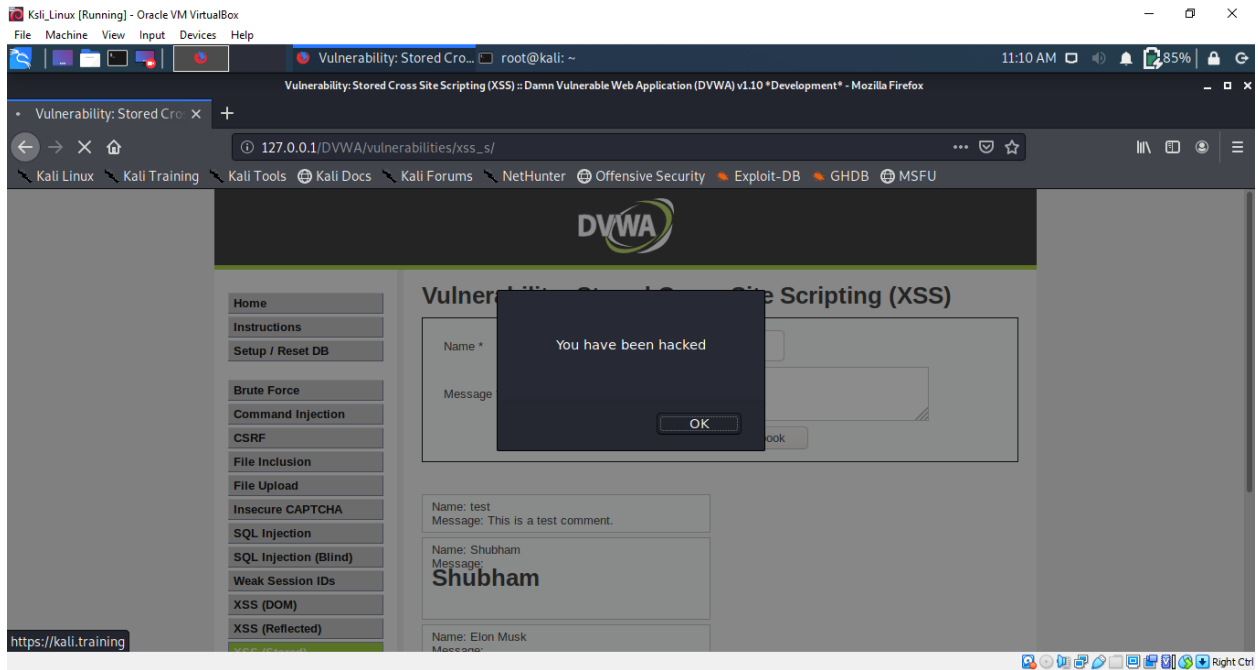 Ksli_Linux [Running] - Oracle VM VirtualBox
File Machine View Input Devices Help
Vulnerability: Stored Cro... root@kali: ~ 11:10 AM 85%
Vulnerability: Stored Cross Site Scripting (XSS) :: Damn Vulnerable Web Application (DVWA) v1.10 *Development* - Mozilla Firefox
Vulnerability: Stored Cro
127.0.0.1/DVWA/vulnerabilities/xss_s/
Kali Linux Kali Training Kali Tools Kali Docs Kali Forums NetHunter Offensive Security Exploit-DB GHDB MSFU
DVWA
Home
Instructions
Setup / Reset DB
Brute Force
Command Injection
CSRF
File Inclusion
File Upload
Insecure CAPTCHA
SQL Injection
SQL Injection (Blind)
Weak Session IDs
XSS (DOM)
XSS (Reflected)
XSS (Stored)
Vulnerability: Stored Cross Site Scripting (XSS)
Name *
Message
ook
You have been hacked
OK
Name: test
Message: This is a test comment.
Name: Shubham
Message:
Shubham
Name: Elon Musk
Message:
https://kali.training
Right Ctrl